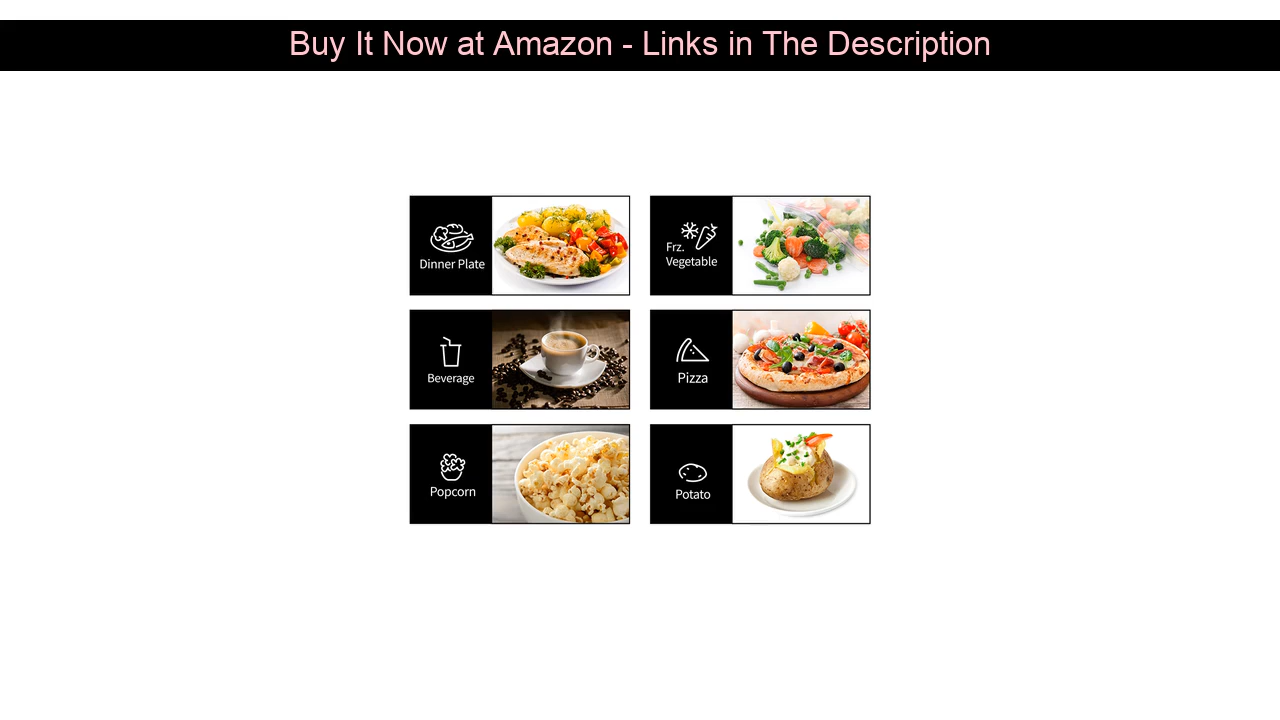 Buy It Now at Amazon - Links in The Description
Dinner Plate
Frz.
Vegetable
Beverage
Pizza
Popcorn
Potato